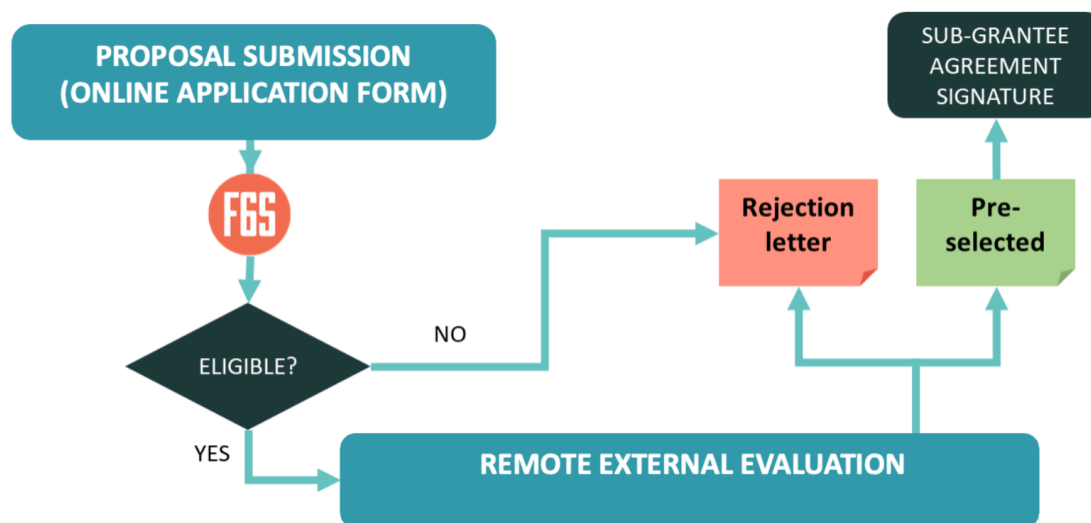 PROPOSAL SUBMISSION
(ONLINE APPLICATION FORM)
SUB-GRANTEE
AGREEMENT
SIGNATURE
F6S
Rejection
letter
Pre-
selected
NO
ELIGIBLE?
YES
REMOTE EXTERNAL EVALUATION